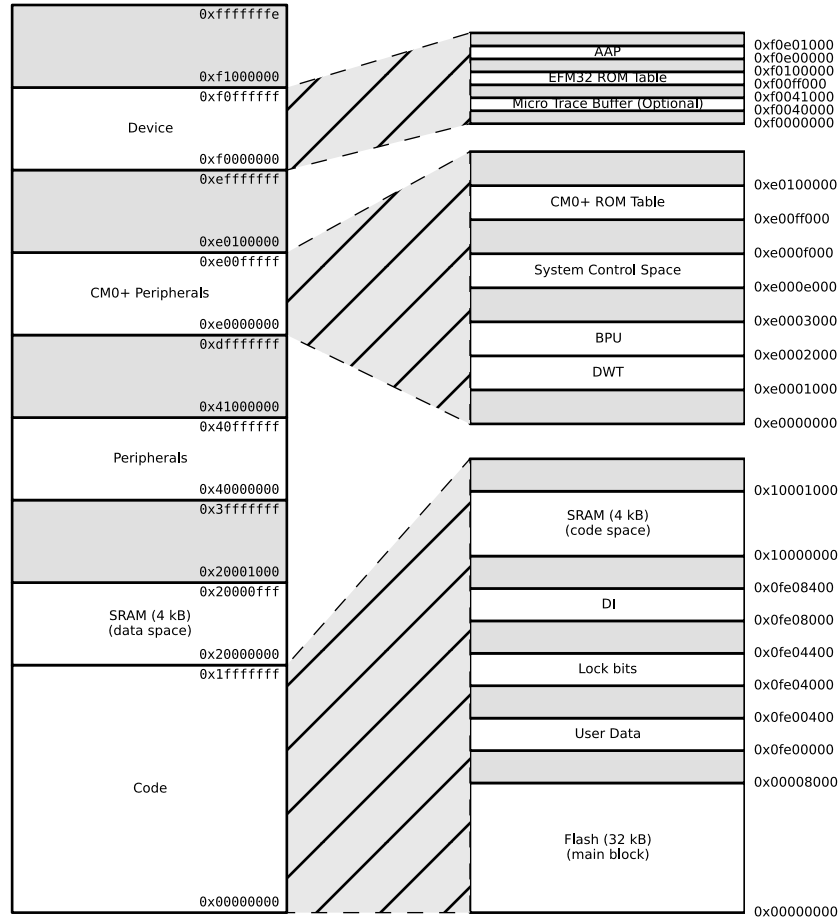 0xfffffffe
0xf1000000
0xf0ffffff
Device
0xf0000000
0xefffffff
0xe0100000
0xe00fffff
CM0+ Peripherals
0xe0000000
0xdfffffff
0x41000000
0x40ffffff
Peripherals
0x40000000
0x3fffffff
0x20001000
0x20000fff
SRAM (4 kB)
(data space)
0x20000000
0x1fffffff
Code
0x00000000
0xf0e01000
AAP
0xf0e00000
0xf0100000
EFM32 ROM Table
0xf00ff000
0xf0041000
Micro Trace Buffer (Optional)
0xf0040000
0xf0000000
0xe0100000
CM0+ ROM Table
0xe00ff000
0xe000f000
System Control Space
0xe000e000
0xe0003000
BPU
0xe0002000
DWT
0xe0001000
0xe0000000
0x10001000
SRAM (4 kB)
(code space)
0x10000000
0x0fe08400
DI
0x0fe08000
0x0fe04400
Lock bits
0x0fe04000
0x0fe00400
User Data
0x0fe00000
0x00008000
Flash (32 kB)
(main block)
0x00000000